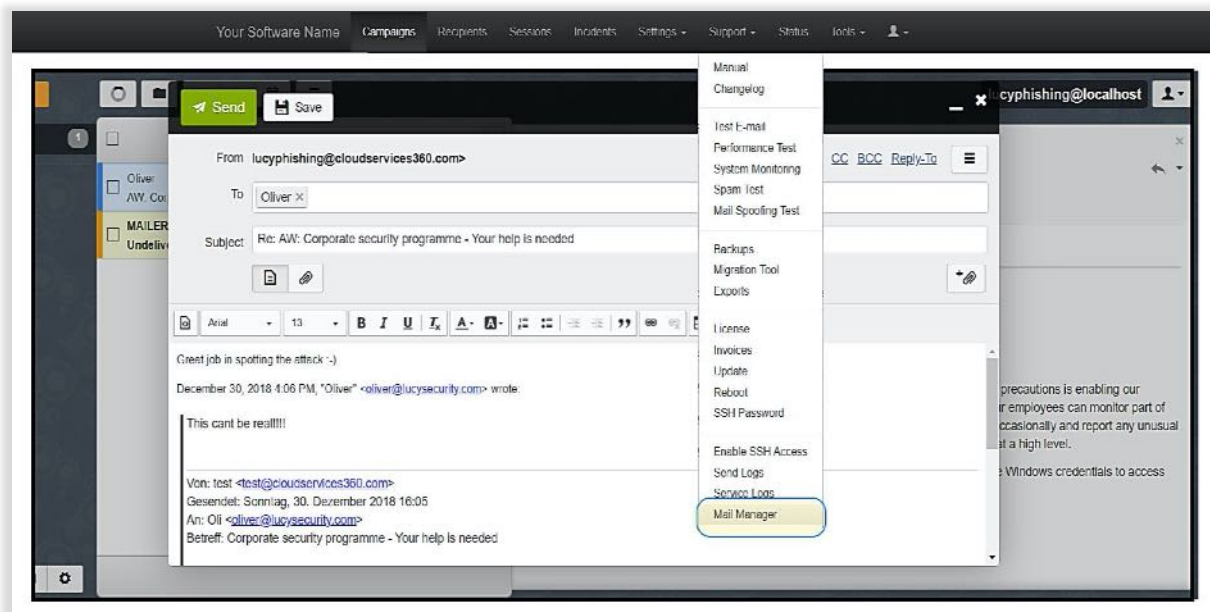 Your Software Name Campaigns Recipients Sessions Incidents Settings Support Status Tools
Manual
Changelog
Test E-mail
Performance Test
System Monitoring
Spam Test
Mail Spoofing Test
Backups
Migration Tool
Exports
License
Invoices
Update
Reboot
SSH Password
Enable SSH Access
Send Logs
Service Logs
Mail Manager
cyphishing@localhost
1
Oliver
AW: Cor
MAILER
Undelive
Send Save
From lucyphishing@cloudservices360.com>
CC BCC Reply-To
To Oliver ×
Subject Re: AW: Corporate security programme - Your help is needed
Arial 13 B I U
Great job in spotting the attack :-)
December 30, 2018 4:06 PM, "Oliver" <oliver@lucysecurity.com> wrote:
This cant be real!!!!
Von: test <test@cloudservices360.com>
Gesendet: Sonntag, 30. Dezember 2018 16:05
An: Oli <oliver@lucysecurity.com>
Betreff: Corporate security programme - Your help is needed
precautions is enabling our
r employees can monitor part of
ccasionally and report any unusual
at a high level.
Windows credentials to access